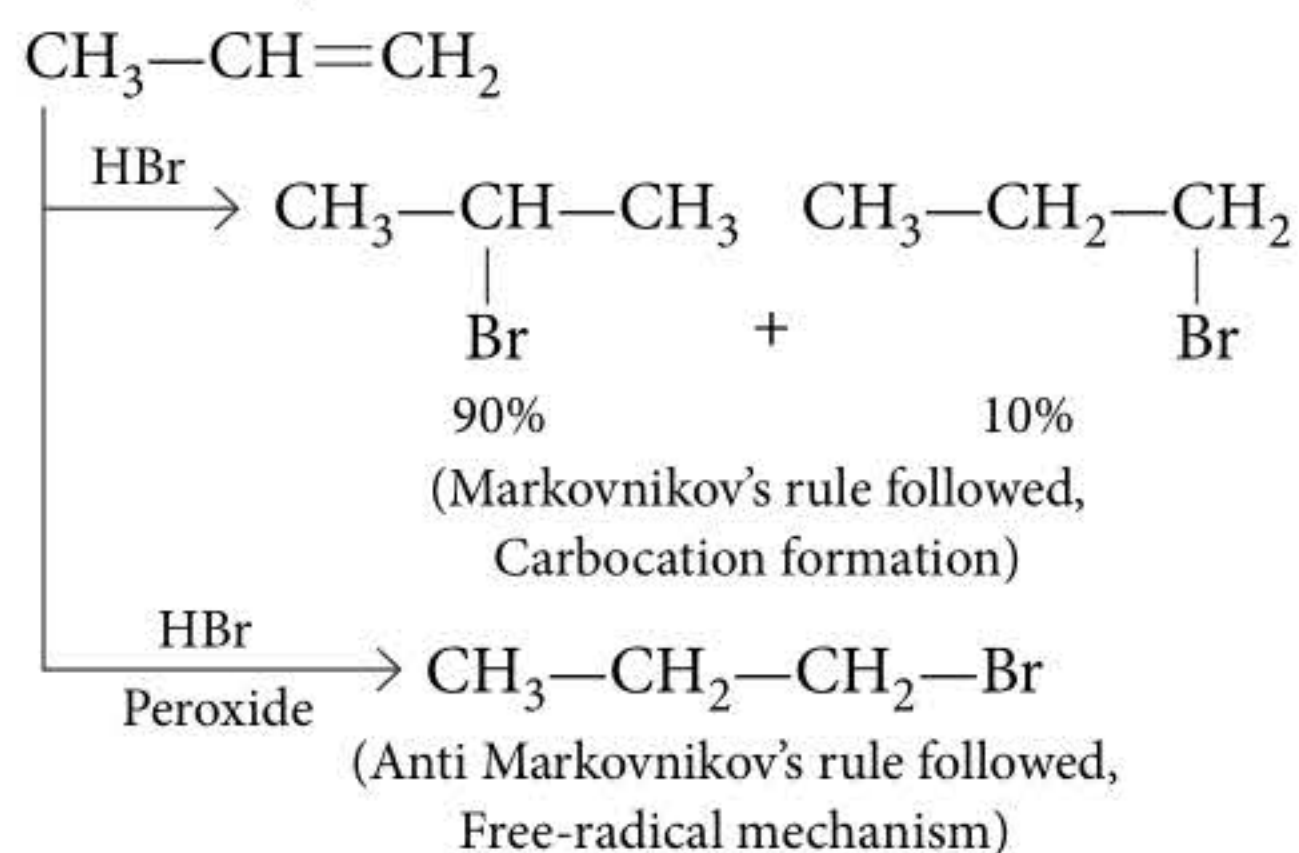 CH₃—CH=CH₂
HBr
CH₃—CH—CH₃ CH₃—CH₂—CH₂
Br + Br
90% 10%
(Markovnikov's rule followed,
Carbocation formation)
HBr
Peroxide
CH₃—CH₂—CH₂—Br
(Anti Markovnikov's rule followed,
Free-radical mechanism)